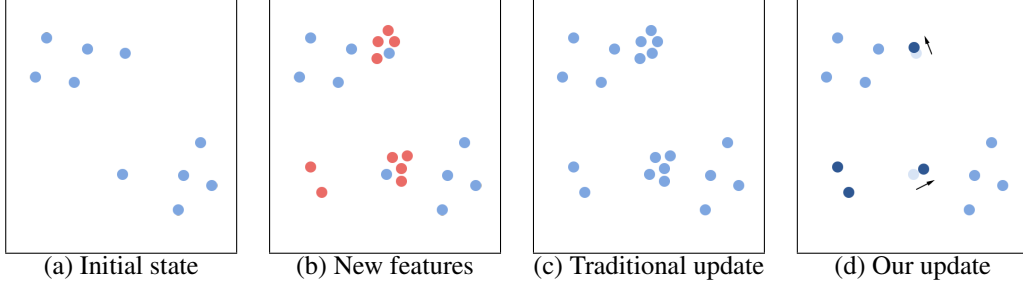 (a) Initial state
(b) New features
(c) Traditional update
(d) Our update